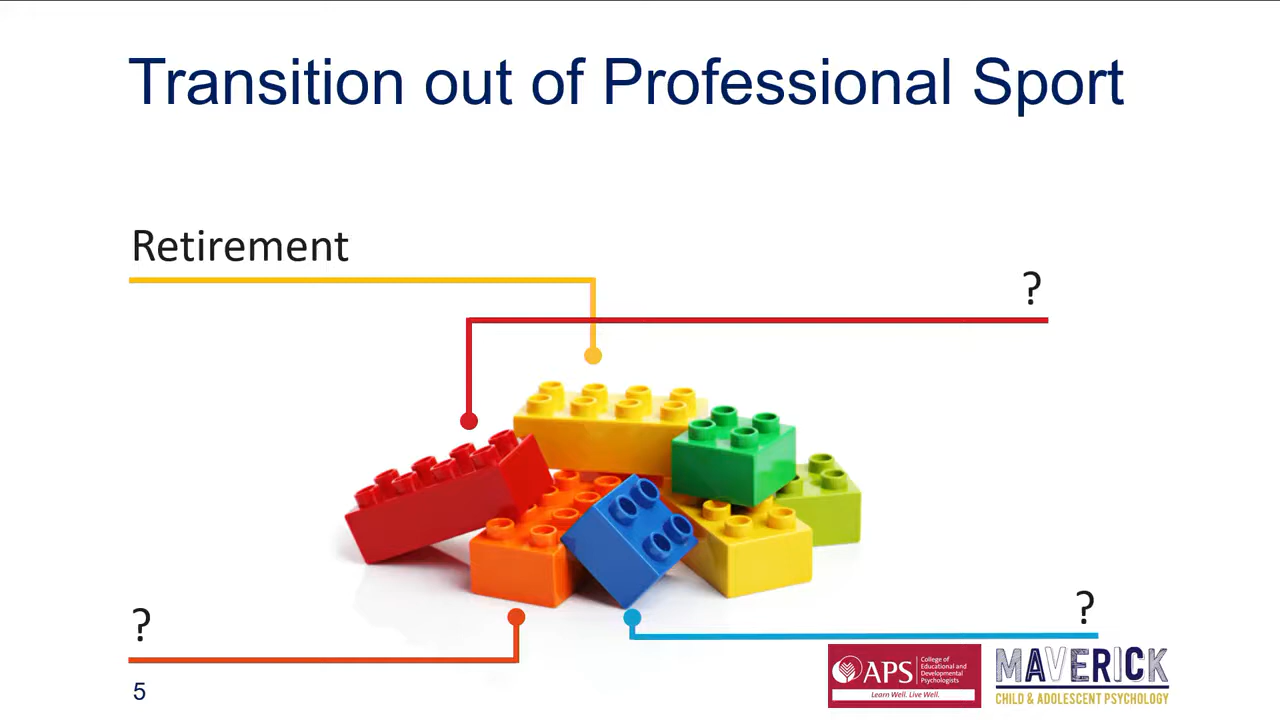 Transition out of Professional Sport
Retirement
?
?
?
5
APS
College of
Educational and
Developmental
Psychologists
Learn Well. Live Well.
MAVERICK
CHILD & ADOLESCENT PSYCHOLOGY